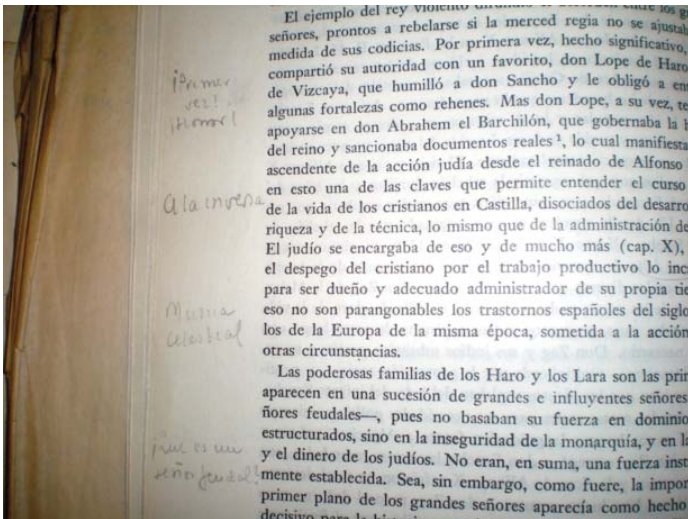 El ejemplo del rey violento
señores, prontos a rebelarse si la merced regia no se ajustab
medida de sus codicias. Por primera vez, hecho significativo,
compartió su autoridad con un favorito, don Lope de Haro
de Vizcaya, que humilló a don Sancho y le obligó a en
algunas fortalezas como rehenes. Mas don Lope, a su vez, te
apoyarse en don Abrahem el Barchilón, que gobernaba la
del reino y sancionaba documentos reales ¹, lo cual manifiesta
ascendente de la acción judía desde el reinado de Alfonso
en esto una de las claves que permite entender el curso
de la vida de los cristianos en Castilla, disociados del desarro
riqueza y de la técnica, lo mismo que de la administración de
El judío se encargaba de eso y de mucho más (cap. X),
el despego del cristiano por el trabajo productivo lo inc
para ser dueño y adecuado administrador de su propia tie
eso no son parangonables los trastornos españoles del siglo
los de la Europa de la misma época, sometida a la acción
otras circunstancias.
Las poderosas familias de los Haro y los Lara son las prin
aparecen en una sucesión de grandes e influyentes señores
ñores feudales—, pues no basaban su fuerza en dominio
estructurados, sino en la inseguridad de la monarquía, y en la
y el dinero de los judíos. No eran, en suma, una fuerza inst
mente establecida. Sea, sin embargo, como fuere, la impor
primer plano de los grandes señores aparecía como hecho
decisivo para la
¡Primer
vez!
¡Horror!
A la inversa
Música
celestial
¡Qué es un
señor feudal!